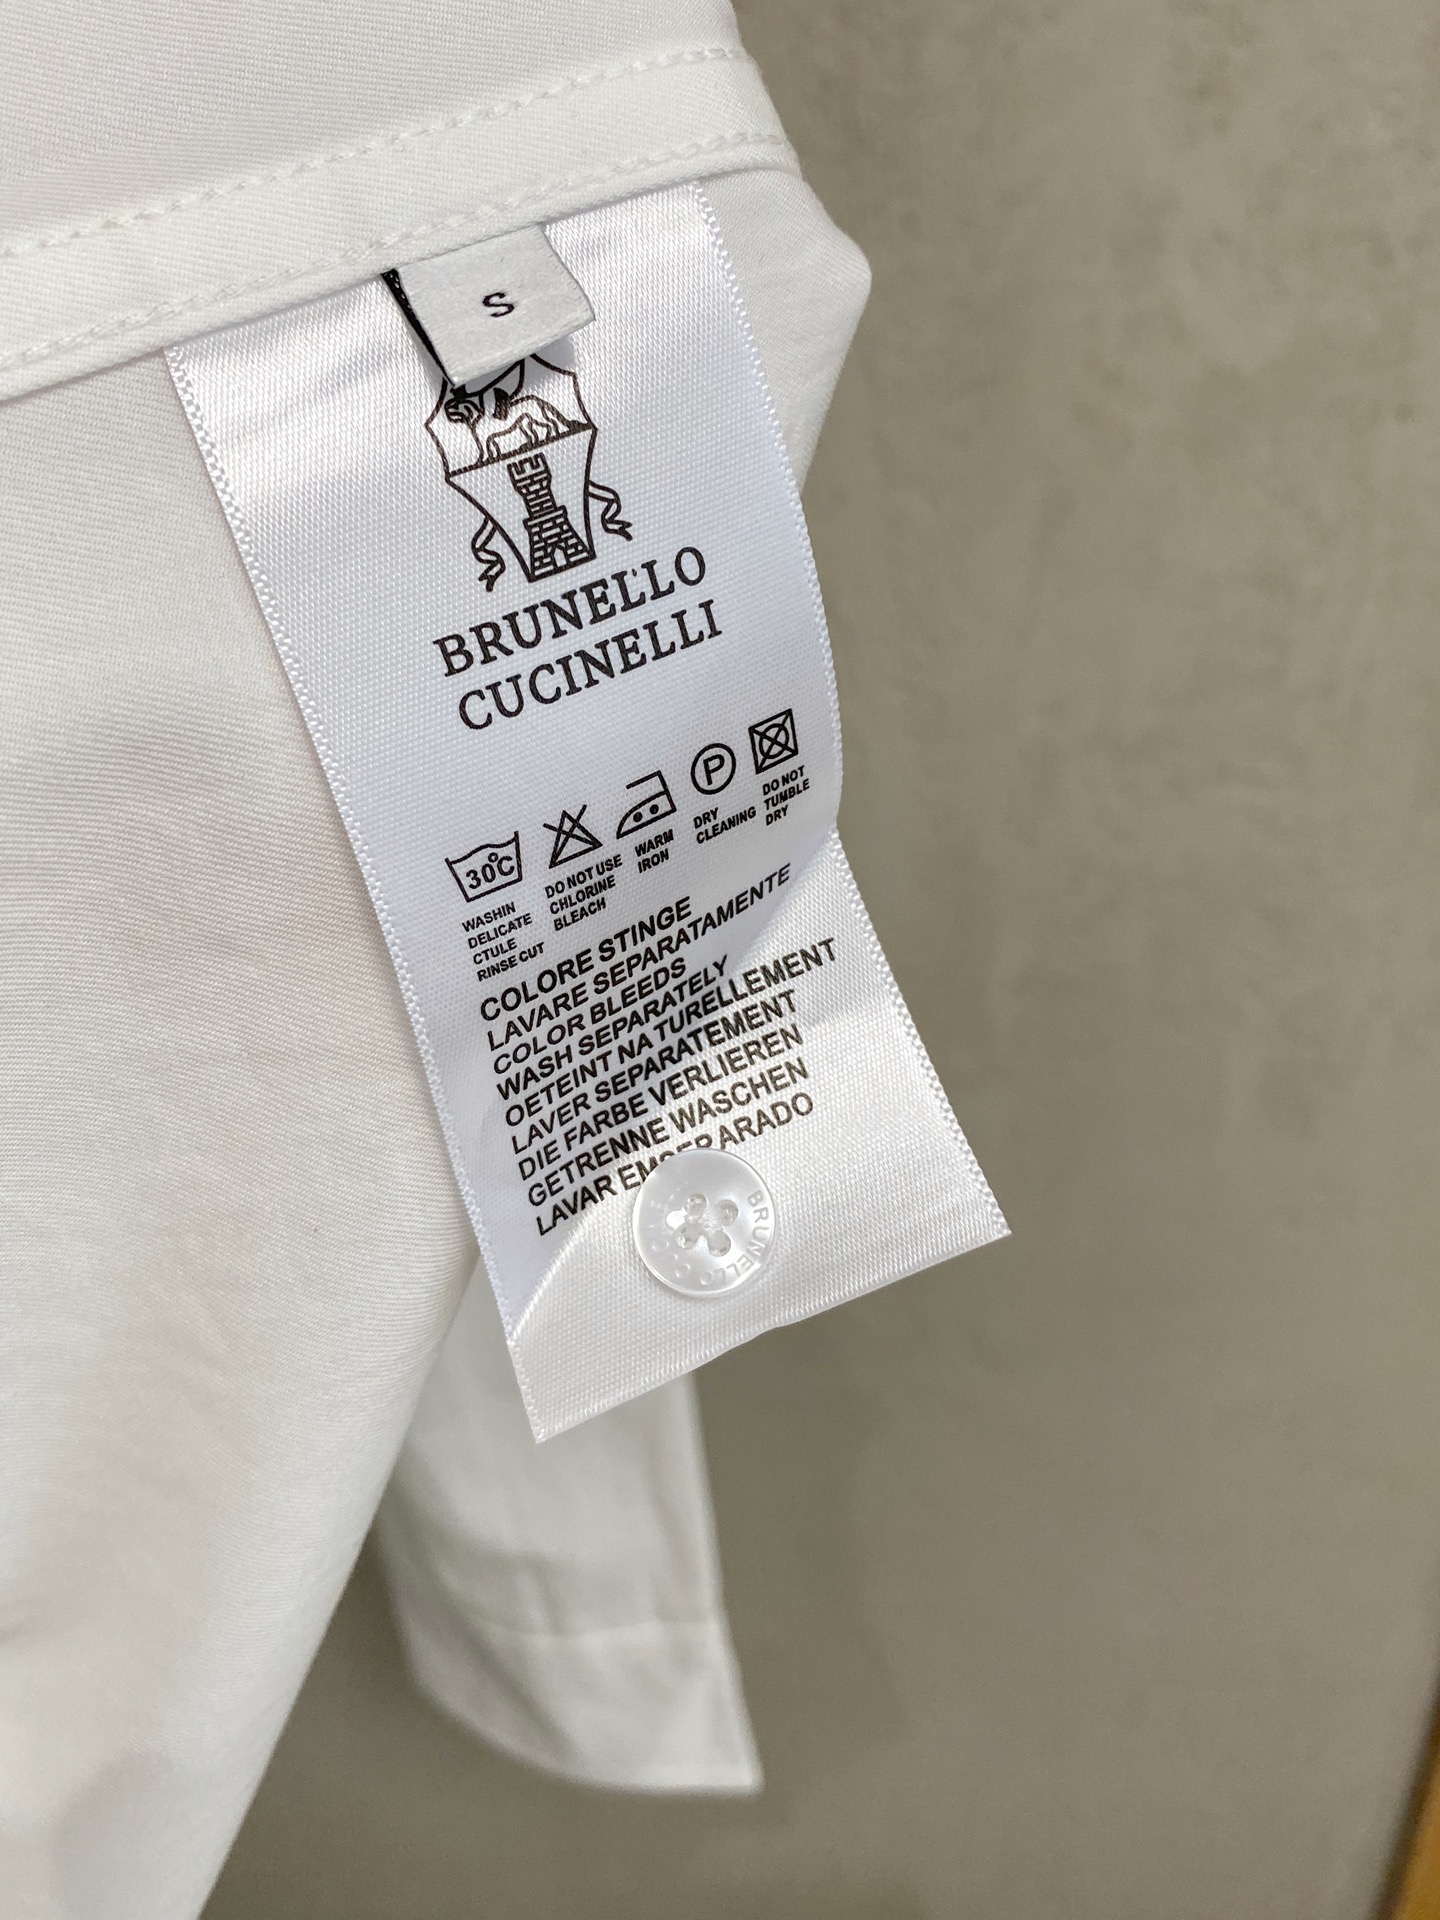 S
BRUNELLO
CUCINELLI
30°C
P
WASHIN
DELICATE
CTULE
RINSE CUT
DO NOT USE
CHLORINE
BLEACH
WARM
IRON
DRY
CLEANING
DO NOT
TUMBLE
DRY
COLORE STINGE
LAVARE SEPARATAMENTE
COLOR BLEEDS
WASH SEPARATELY
OETEINT NA TURELLEMENT
LAVER SEPARATEMENT
DIE FARBE VERLIEREN
GETRENNE WASCHEN
LAVAR EMSEP ARADO
BRUNELLO